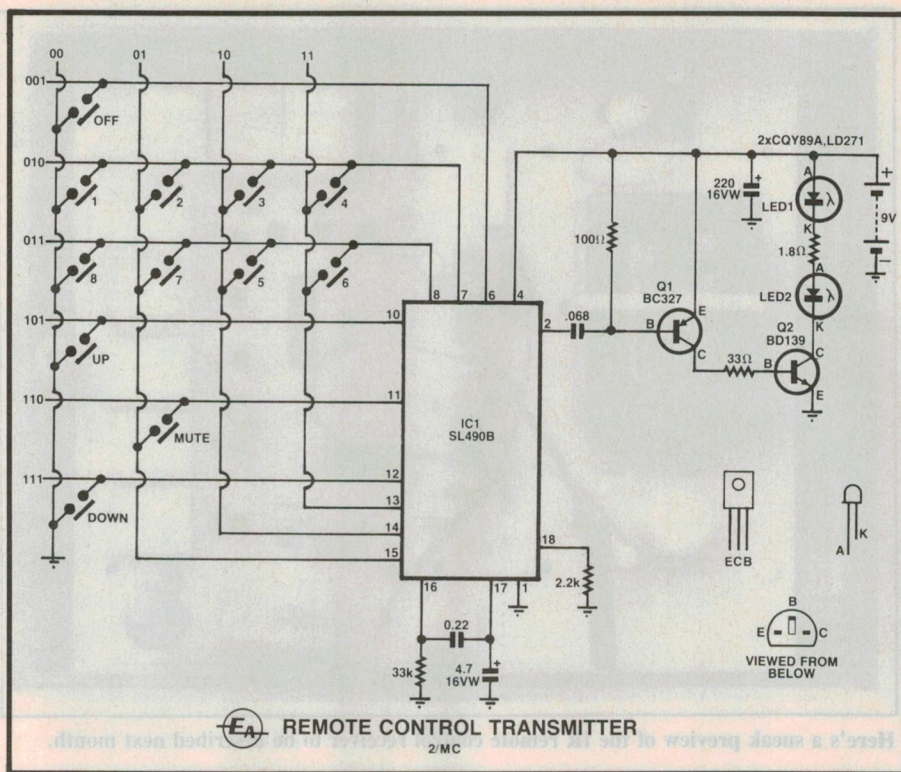 00 01 10 11
001
OFF
010
1 2 3 4
011
8 7 5 6
101
UP
110
MUTE
111
DOWN
8 7 6 4
10
11
12
13
14
15
16 17 1
18
2
IC1
SL490B
.068
100Ω
Q1
BC327
B
E
C
33Ω
220
16VW
+
2xCQY89A,LD271
A
LED1
λ
K
1.8Ω
A
LED2
λ
K
Q2
BD139
B
C
E
+
9V
–
2.2k
33k
0.22
4.7
16VW
+
ECB
A
K
B
E C
VIEWED FROM
BELOW
EA REMOTE CONTROL TRANSMITTER
2/MC
Here's a sneak preview of the IR remote control receiver to be described next month.